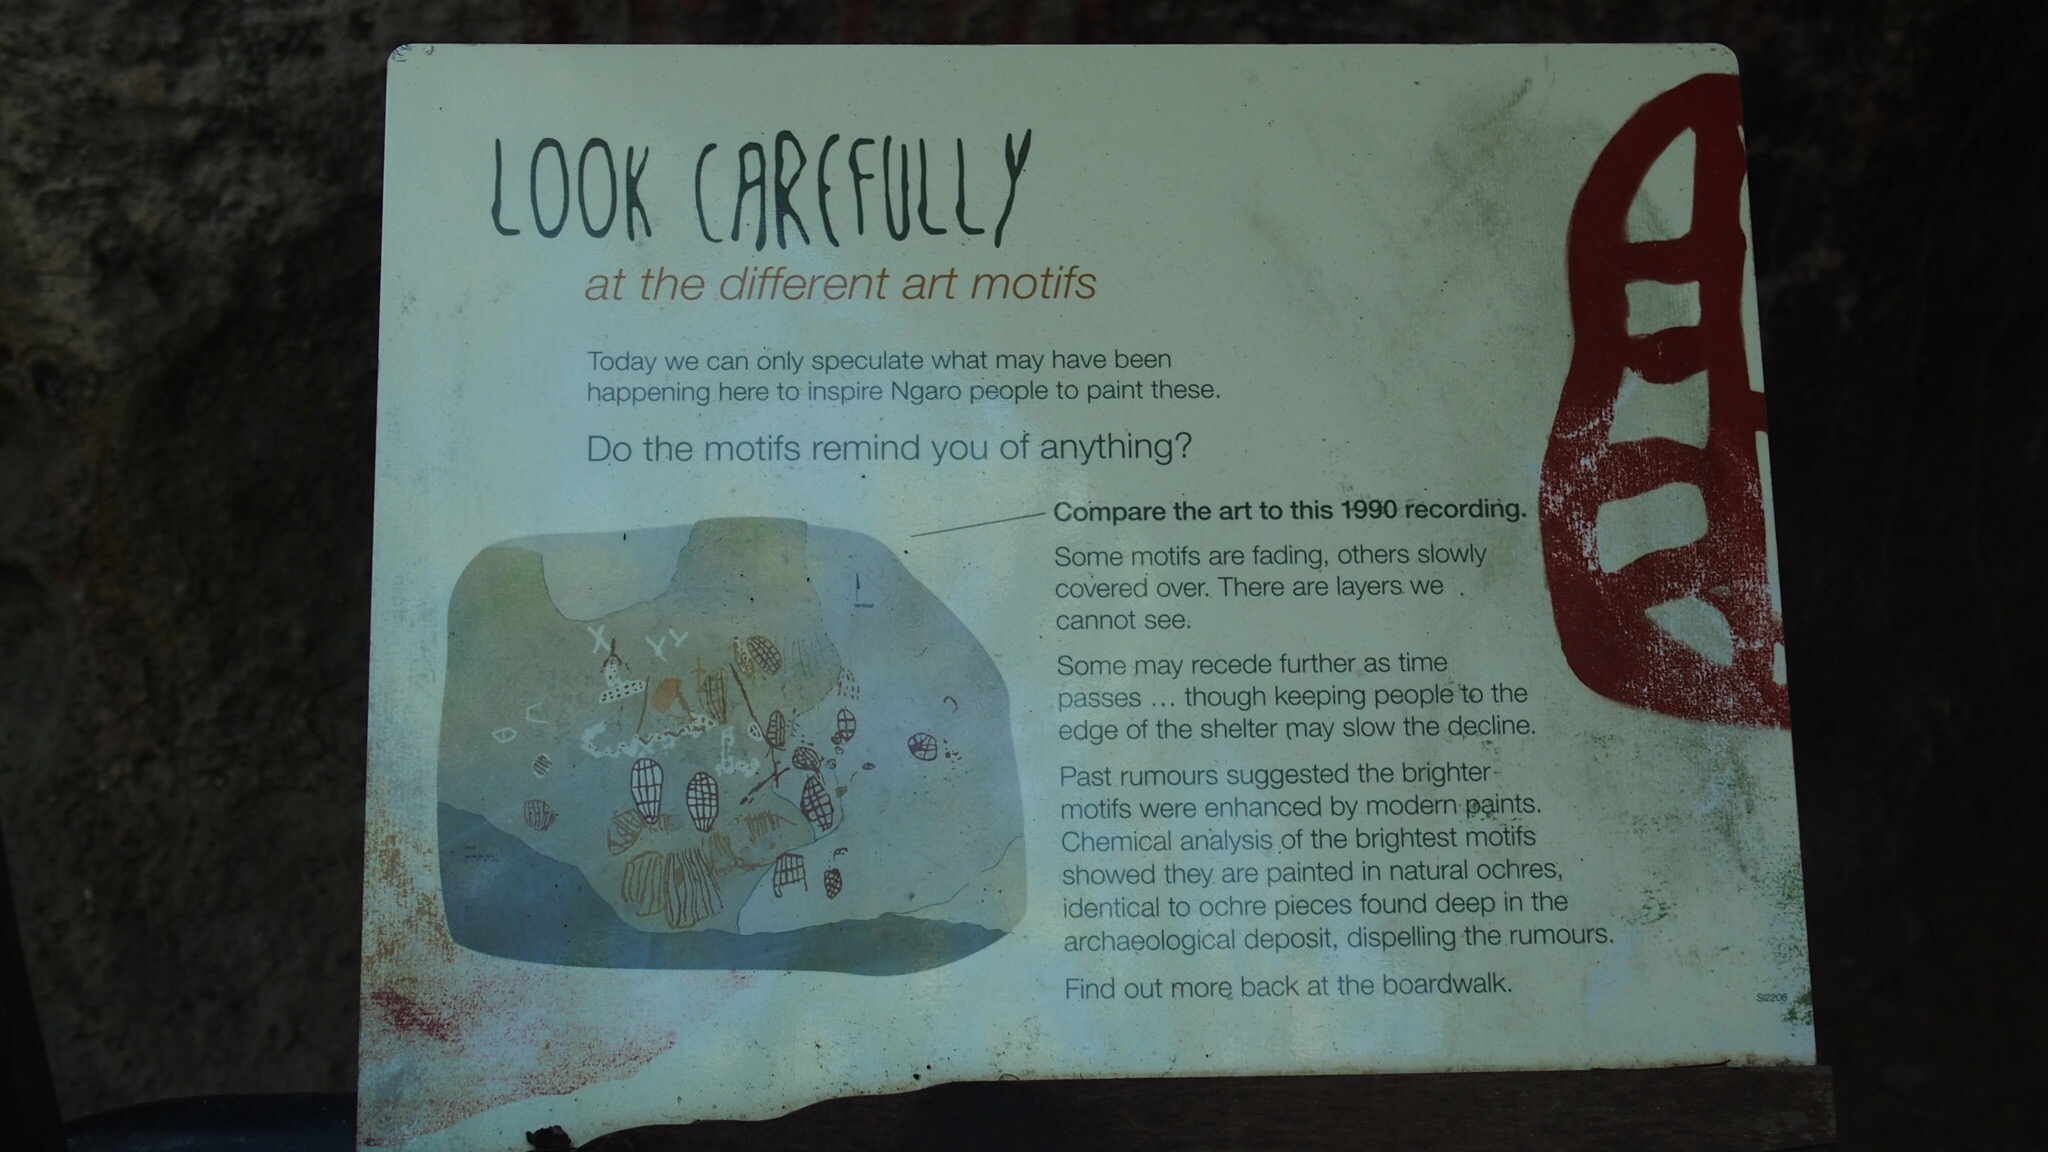 LOOK CAREFULLY
at the different art motifs
Today we can only speculate what may have been
happening here to inspire Ngaro people to paint these.
Do the motifs remind you of anything?
Compare the art to this 1990 recording.
Some motifs are fading, others slowly
covered over. There are layers we
cannot see.
Some may recede further as time
passes ... though keeping people to the
edge of the shelter may slow the decline.
Past rumours suggested the brighter
motifs were enhanced by modern paints.
Chemical analysis of the brightest motifs
showed they are painted in natural ochres,
identical to ochre pieces found deep in the
archaeological deposit, dispelling the rumours.
Find out more back at the boardwalk.
SI2206